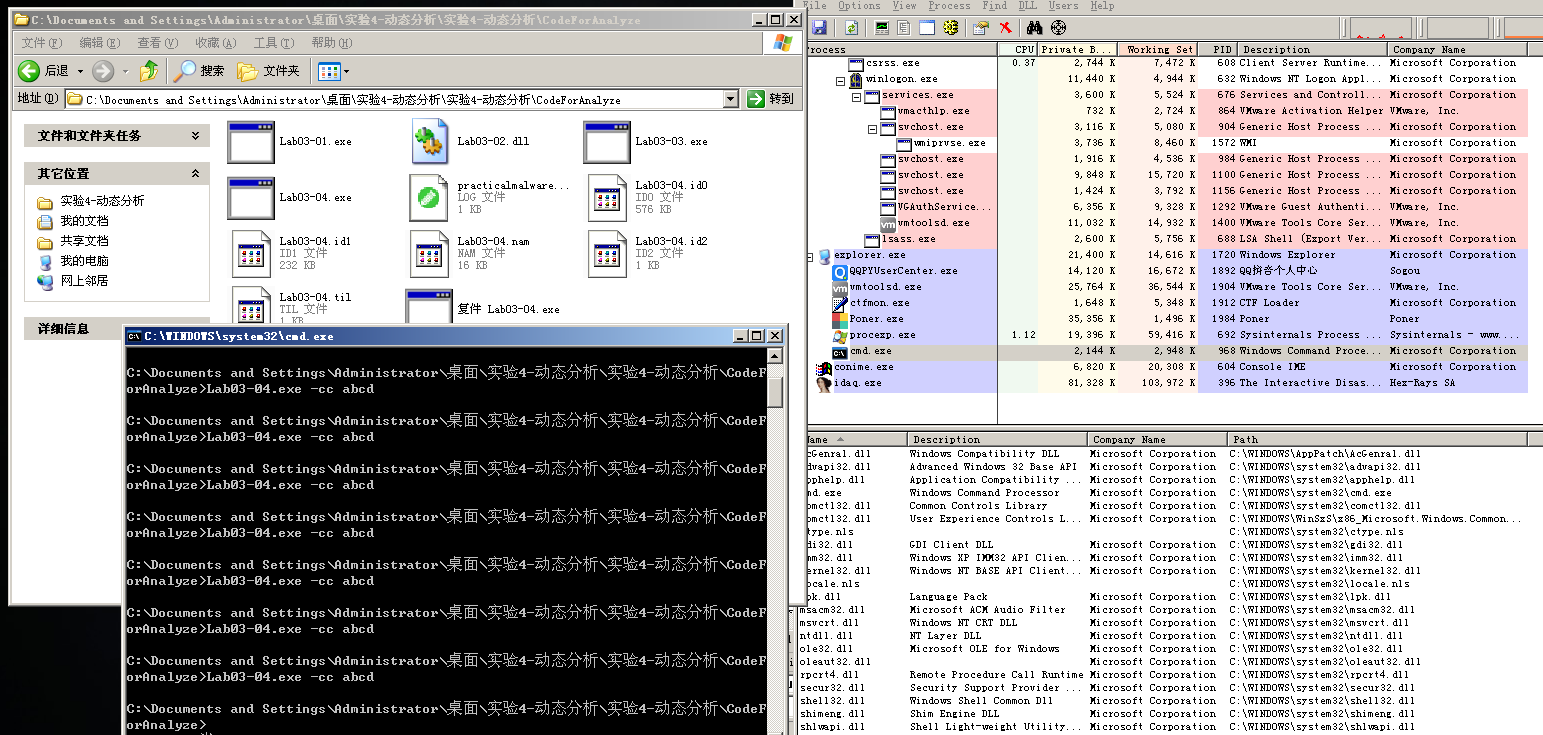 C:\Documents and Settings\Administrator\桌面\实验4-动态分析\实验4-动态分析\CodeForAnalyze
文件(F) 编辑(E) 查看(V) 收藏(A) 工具(T) 帮助(H)
后退 搜索 文件夹
地址(D) C:\Documents and Settings\Administrator\桌面\实验4-动态分析\实验4-动态分析\CodeForAnalyze 转到
文件和文件夹任务
其它位置
实验4-动态分析
我的文档
共享文档
我的电脑
网上邻居
详细信息
Lab03-01.exe
Lab03-02.dll
Lab03-03.exe
Lab03-04.exe
practicalmalware...
LOG 文件
1 KB
Lab03-04.id0
ID0 文件
576 KB
Lab03-04.id1
ID1 文件
232 KB
Lab03-04.nam
NAM 文件
16 KB
Lab03-04.id2
ID2 文件
1 KB
Lab03-04.til
TIL 文件
1 KB
复件 Lab03-04.exe
C:\WINDOWS\system32\cmd.exe
C:\Documents and Settings\Administrator\桌面\实验4-动态分析\实验4-动态分析\CodeF
orAnalyze>Lab03-04.exe -cc abcd
C:\Documents and Settings\Administrator\桌面\实验4-动态分析\实验4-动态分析\CodeF
orAnalyze>Lab03-04.exe -cc abcd
C:\Documents and Settings\Administrator\桌面\实验4-动态分析\实验4-动态分析\CodeF
orAnalyze>Lab03-04.exe -cc abcd
C:\Documents and Settings\Administrator\桌面\实验4-动态分析\实验4-动态分析\CodeF
orAnalyze>Lab03-04.exe -cc abcd
C:\Documents and Settings\Administrator\桌面\实验4-动态分析\实验4-动态分析\CodeF
orAnalyze>Lab03-04.exe -cc abcd
C:\Documents and Settings\Administrator\桌面\实验4-动态分析\实验4-动态分析\CodeF
orAnalyze>Lab03-04.exe -cc abcd
C:\Documents and Settings\Administrator\桌面\实验4-动态分析\实验4-动态分析\CodeF
orAnalyze>Lab03-04.exe -cc abcd
C:\Documents and Settings\Administrator\桌面\实验4-动态分析\实验4-动态分析\CodeF
orAnalyze>
File Options View Process Find DLL Users Help
Process CPU Private B... Working Set PID Description Company Name
csrss.exe 0.37 2,744 K 7,472 K 608 Client Server Runtime... Microsoft Corporation
winlogon.exe 11,440 K 4,944 K 632 Windows NT Logon Appl... Microsoft Corporation
services.exe 3,600 K 5,524 K 676 Services and Controll... Microsoft Corporation
vmacthlp.exe 732 K 2,724 K 864 VMware Activation Helper VMware, Inc.
svchost.exe 3,116 K 5,080 K 904 Generic Host Process ... Microsoft Corporation
wmiprvse.exe 3,736 K 8,460 K 1572 WMI Microsoft Corporation
svchost.exe 1,916 K 4,536 K 984 Generic Host Process ... Microsoft Corporation
svchost.exe 9,848 K 15,720 K 1100 Generic Host Process ... Microsoft Corporation
svchost.exe 1,424 K 3,792 K 1156 Generic Host Process ... Microsoft Corporation
VGAuthService... 6,356 K 9,328 K 1292 VMware Guest Authenti... VMware, Inc.
vmtoolsd.exe 11,032 K 14,932 K 1400 VMware Tools Core Ser... VMware, Inc.
lsass.exe 2,600 K 5,756 K 688 LSA Shell (Export Ver... Microsoft Corporation
explorer.exe 21,400 K 14,616 K 1720 Windows Explorer Microsoft Corporation
QQPYUserCenter.exe 14,120 K 16,672 K 1892 QQ拼音个人中心 Sogou
vmtoolsd.exe 25,764 K 36,544 K 1904 VMware Tools Core Ser... VMware, Inc.
ctfmon.exe 1,648 K 5,348 K 1912 CTF Loader Microsoft Corporation
Poner.exe 35,356 K 1,496 K 1984 Poner Poner
procexp.exe 1.12 19,396 K 59,416 K 692 Sysinternals Process ... Sysinternals - www....
cmd.exe 2,144 K 2,948 K 968 Windows Command Proce... Microsoft Corporation
conime.exe 6,820 K 20,308 K 604 Console IME Microsoft Corporation
idaq.exe 81,328 K 103,972 K 396 The Interactive Disas... Hex-Rays SA
Name Description Company Name Path
cGenral.dll Windows Compatibility DLL Microsoft Corporation C:\WINDOWS\AppPatch\AcGenral.dll
dvapi32.dll Advanced Windows 32 Base API Microsoft Corporation C:\WINDOWS\system32\advapi32.dll
pphelp.dll Application Compatibility ... Microsoft Corporation C:\WINDOWS\system32\apphelp.dll
md.exe Windows Command Processor Microsoft Corporation C:\WINDOWS\system32\cmd.exe
omctl32.dll Common Controls Library Microsoft Corporation C:\WINDOWS\system32\comctl32.dll
omctl32.dll User Experience Controls L... Microsoft Corporation C:\WINDOWS\WinSxS\x86_Microsoft.Windows.Common...
type.nls C:\WINDOWS\system32\ctype.nls
di32.dll GDI Client DLL Microsoft Corporation C:\WINDOWS\system32\gdi32.dll
mm32.dll Windows XP IMM32 API Clien... Microsoft Corporation C:\WINDOWS\system32\imm32.dll
ernel32.dll Windows NT BASE API Client... Microsoft Corporation C:\WINDOWS\system32\kernel32.dll
ocale.nls C:\WINDOWS\system32\locale.nls
pk.dll Language Pack Microsoft Corporation C:\WINDOWS\system32\lpk.dll
msacm32.dll Microsoft ACM Audio Filter Microsoft Corporation C:\WINDOWS\system32\msacm32.dll
msvcrt.dll Windows NT CRT DLL Microsoft Corporation C:\WINDOWS\system32\msvcrt.dll
ntdll.dll NT Layer DLL Microsoft Corporation C:\WINDOWS\system32\ntdll.dll
ole32.dll Microsoft OLE for Windows Microsoft Corporation C:\WINDOWS\system32\ole32.dll
oleaut32.dll Microsoft Corporation C:\WINDOWS\system32\oleaut32.dll
rpcrt4.dll Remote Procedure Call Runtime Microsoft Corporation C:\WINDOWS\system32\rpcrt4.dll
secur32.dll Security Support Provider ... Microsoft Corporation C:\WINDOWS\system32\secur32.dll
shell32.dll Windows Shell Common Dll Microsoft Corporation C:\WINDOWS\system32\shell32.dll
shimeng.dll Shim Engine DLL Microsoft Corporation C:\WINDOWS\system32\shimeng.dll
shlwapi.dll Shell Light-weight Utility... Microsoft Corporation C:\WINDOWS\system32\shlwapi.dll